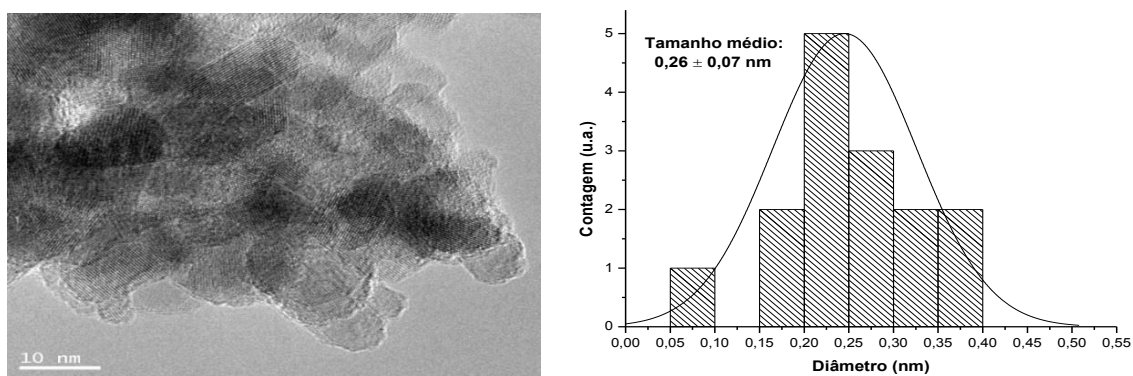 10 nm
Tamanho médio:
0,26 ± 0,07 nm
Contagem (u.a.)
5
4
3
2
1
0
0,00 0,05 0,10 0,15 0,20 0,25 0,30 0,35 0,40 0,45 0,50 0,55
Diâmetro (nm)